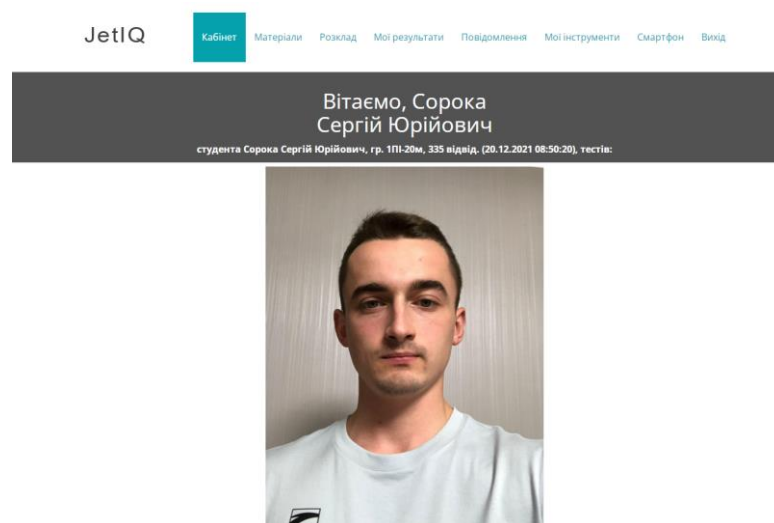 JetIQ
Кабінет Матеріали Розклад Мої результати Повідомлення Мої інструменти Смартфон Вихід
Вітаємо, Сорока
Сергій Юрійович
студента Сорока Сергій Юрійович, гр. 1ПІ-20м, 335 відвід. (20.12.2021 08:50:20), тестів: